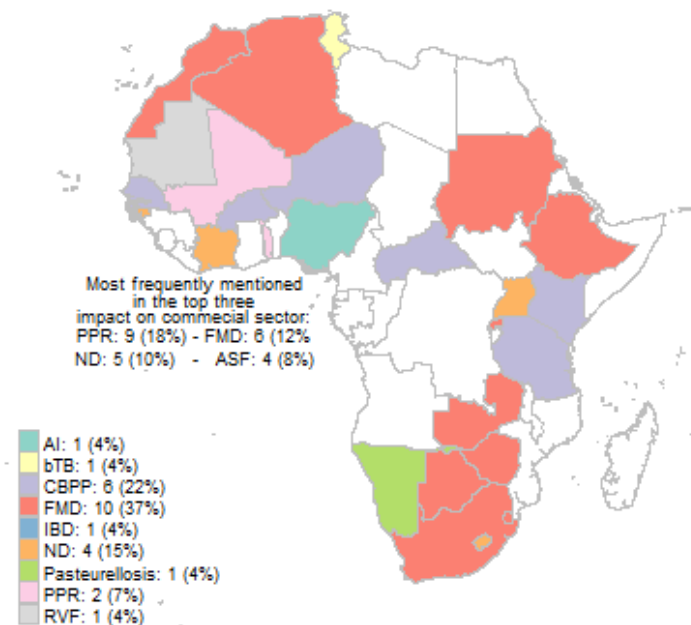 Most frequently mentioned
in the top three
impact on commecial sector:
PPR: 9 (18%) - FMD: 6 (12%
ND: 5 (10%) - ASF: 4 (8%)
AI: 1 (4%)
bTB: 1 (4%)
CBPP: 6 (22%)
FMD: 10 (37%)
IBD: 1 (4%)
ND: 4 (15%)
Pasteurellosis: 1 (4%)
PPR: 2 (7%)
RVF: 1 (4%)